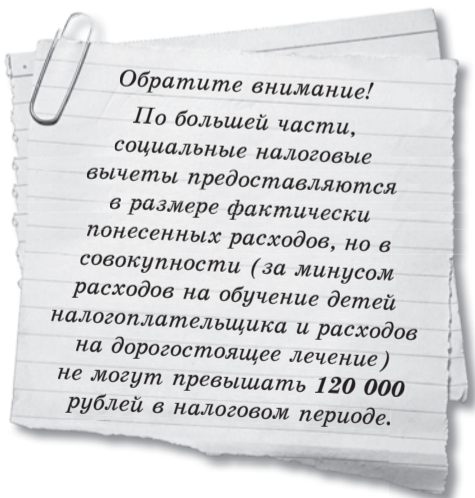 Обратите внимание!
По большей части,
социальные налоговые
вычеты предоставляются
в размере фактически
понесенных расходов, но в
совокупности (за минусом
расходов на обучение детей
налогоплательщика и расходов
на дорогостоящее лечение)
не могут превышать 120 000
рублей в налоговом периоде.